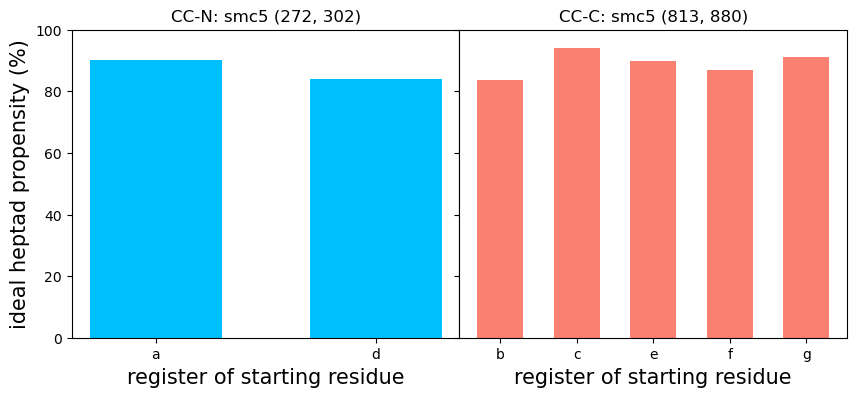 CC-N: smc5 (272, 302)
CC-C: smc5 (813, 880)
ideal heptad propensity (%)
100
80
60
40
20
0
a
d
b
c
e
f
g
register of starting residue
register of starting residue